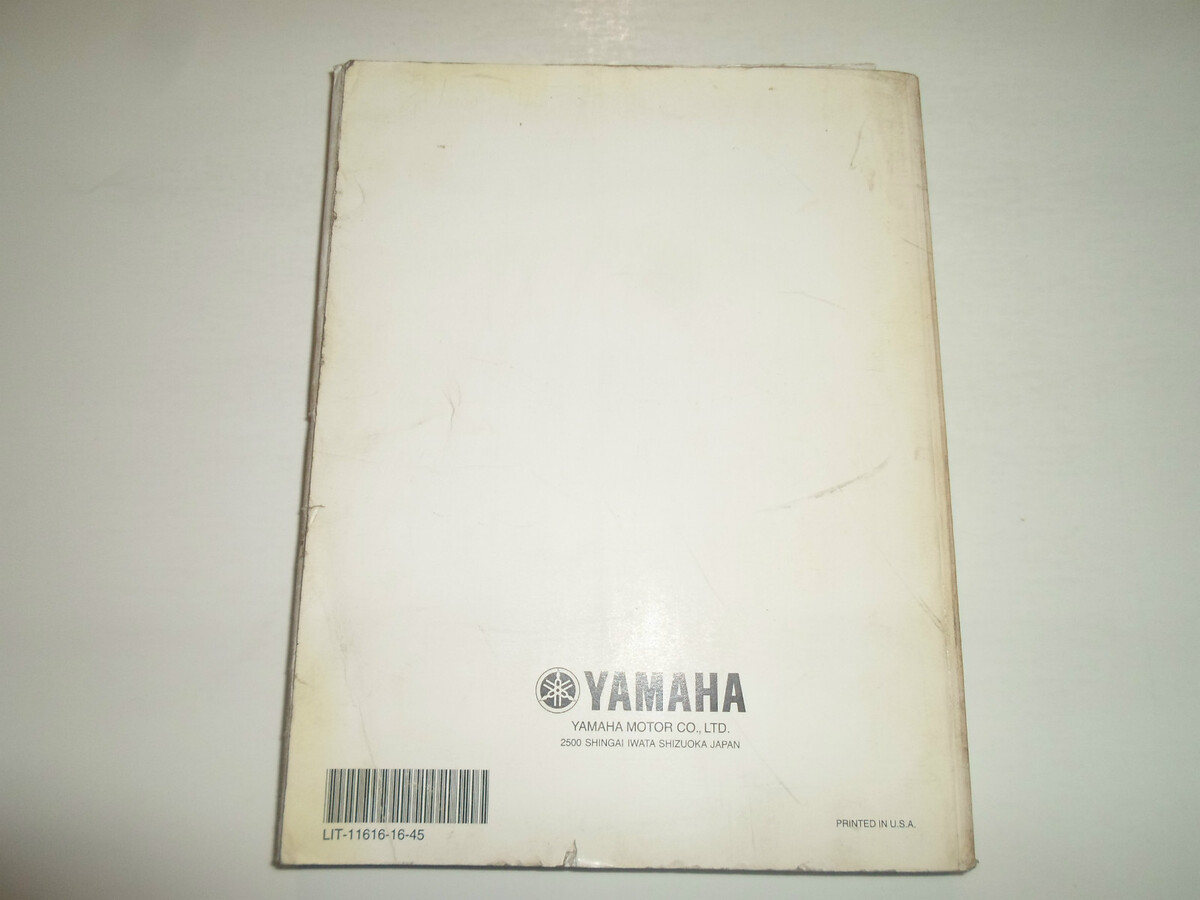 YAMAHA
YAMAHA MOTOR CO., LTD.
2500 SHINGAI IWATA SHIZUOKA JAPAN
LIT-11616-16-45
PRINTED IN U.S.A.